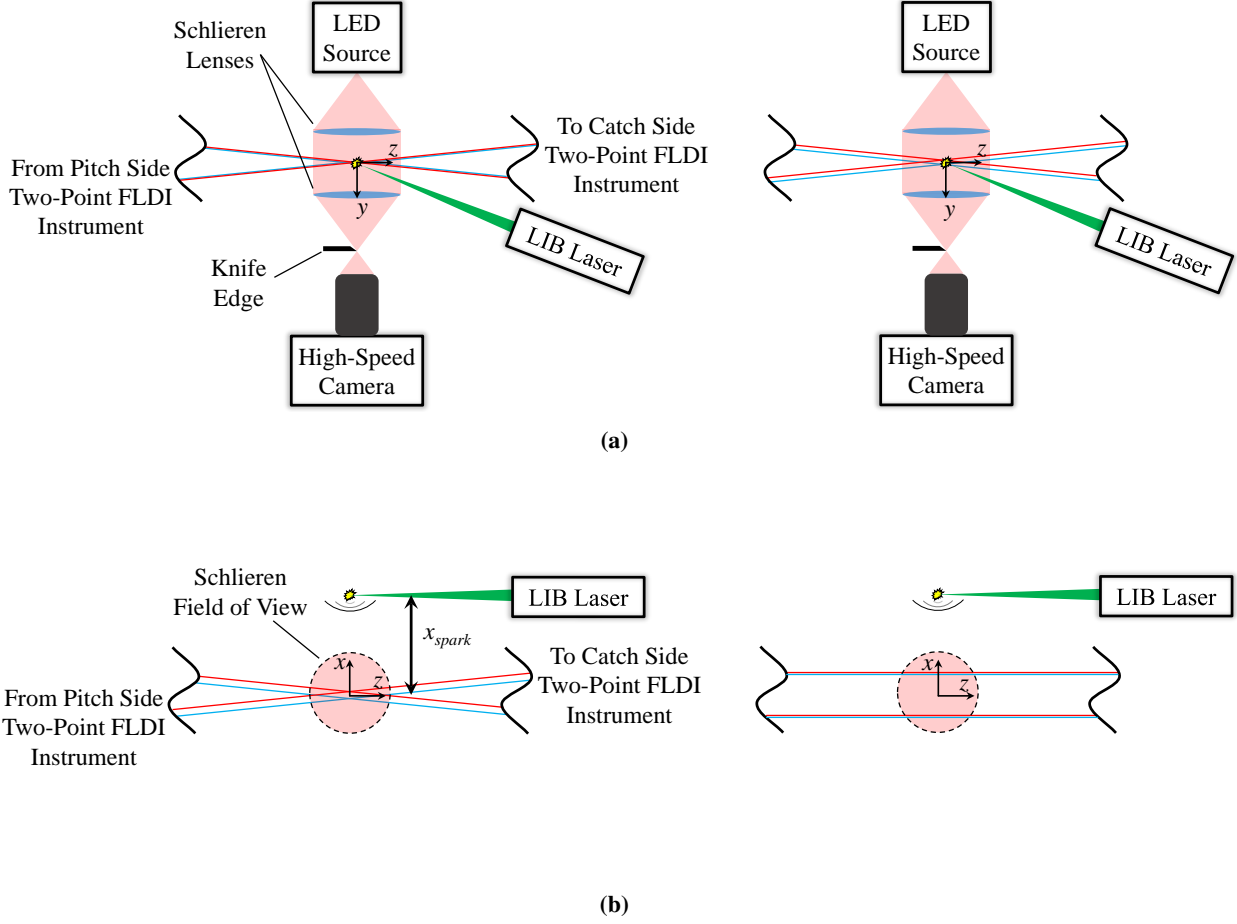 LED
Source
Schlieren
Lenses
From Pitch Side
Two-Point FLDI
Instrument
z
y
To Catch Side
Two-Point FLDI
Instrument
LIB Laser
Knife
Edge
High-Speed
Camera
LED
Source
z
y
LIB Laser
High-Speed
Camera
(a)
Schlieren
Field of View
LIB Laser
x_spark
x
z
From Pitch Side
Two-Point FLDI
Instrument
To Catch Side
Two-Point FLDI
Instrument
LIB Laser
x
z
(b)